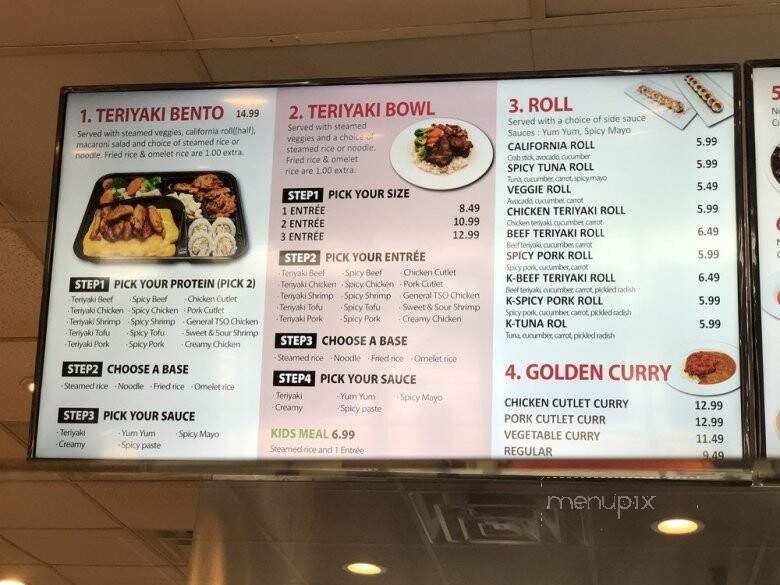 1. TERIYAKI BENTO 14.99
Served with steamed veggies, california roll(half),
macaroni salad and choice of steamed rice or
noodle. Fried rice & omelet rice are 1.00 extra.
STEP1 PICK YOUR PROTEIN (PICK 2)
· Teriyaki Beef · Spicy Beef · Chicken Cutlet
· Teriyaki Chicken · Spicy Chicken · Pork Cutlet
· Teriyaki Shrimp · Spicy Shrimp · General TSO Chicken
· Teriyaki Tofu · Spicy Tofu · Sweet & Sour Shrimp
· Teriyaki Pork · Spicy Pork · Creamy Chicken
STEP2 CHOOSE A BASE
· Steamed rice · Noodle · Fried rice · Omelet rice
STEP3 PICK YOUR SAUCE
· Teriyaki · Yum Yum · Spicy Mayo
· Creamy · Spicy paste
2. TERIYAKI BOWL
Served with steamed
veggies and a choice of
steamed rice or noodle.
Fried rice & omelet
rice are 1.00 extra.
STEP1 PICK YOUR SIZE
1 ENTRÉE 8.49
2 ENTRÉE 10.99
3 ENTRÉE 12.99
STEP2 PICK YOUR ENTRÉE
· Teriyaki Beef · Spicy Beef · Chicken Cutlet
· Teriyaki Chicken · Spicy Chicken · Pork Cutlet
· Teriyaki Shrimp · Spicy Shrimp · General TSO Chicken
· Teriyaki Tofu · Spicy Tofu · Sweet & Sour Shrimp
· Teriyaki Pork · Spicy Pork · Creamy Chicken
STEP3 CHOOSE A BASE
· Steamed rice · Noodle · Fried rice · Omelet rice
STEP4 PICK YOUR SAUCE
· Teriyaki · Yum Yum · Spicy Mayo
· Creamy · Spicy paste
KIDS MEAL 6.99
Steamed rice and 1 Entrée
3. ROLL
Served with a choice of side sauce
Sauces : Yum Yum, Spicy Mayo
CALIFORNIA ROLL 5.99
Crab stick, avocado, cucumber
SPICY TUNA ROLL 5.99
Tuna, cucumber, carrot, spicy mayo
VEGGIE ROLL 5.49
Avocado, cucumber, carrot
CHICKEN TERIYAKI ROLL 5.99
Chicken teriyaki, cucumber, carrot
BEEF TERIYAKI ROLL 6.49
Beef teriyaki, cucumber, carrot
SPICY PORK ROLL 5.99
Spicy pork, cucumber, carrot
K-BEEF TERIYAKI ROLL 6.49
Beef teriyaki, cucumber, carrot, pickled radish
K-SPICY PORK ROLL 5.99
Spicy pork, cucumber, carrot, pickled radish
K-TUNA ROL 5.99
Tuna, cucumber, carrot, pickled radish
4. GOLDEN CURRY
CHICKEN CUTLET CURRY 12.99
PORK CUTLET CURR 12.99
VEGETABLE CURRY 11.49
REGULAR 9.49
5
menupix